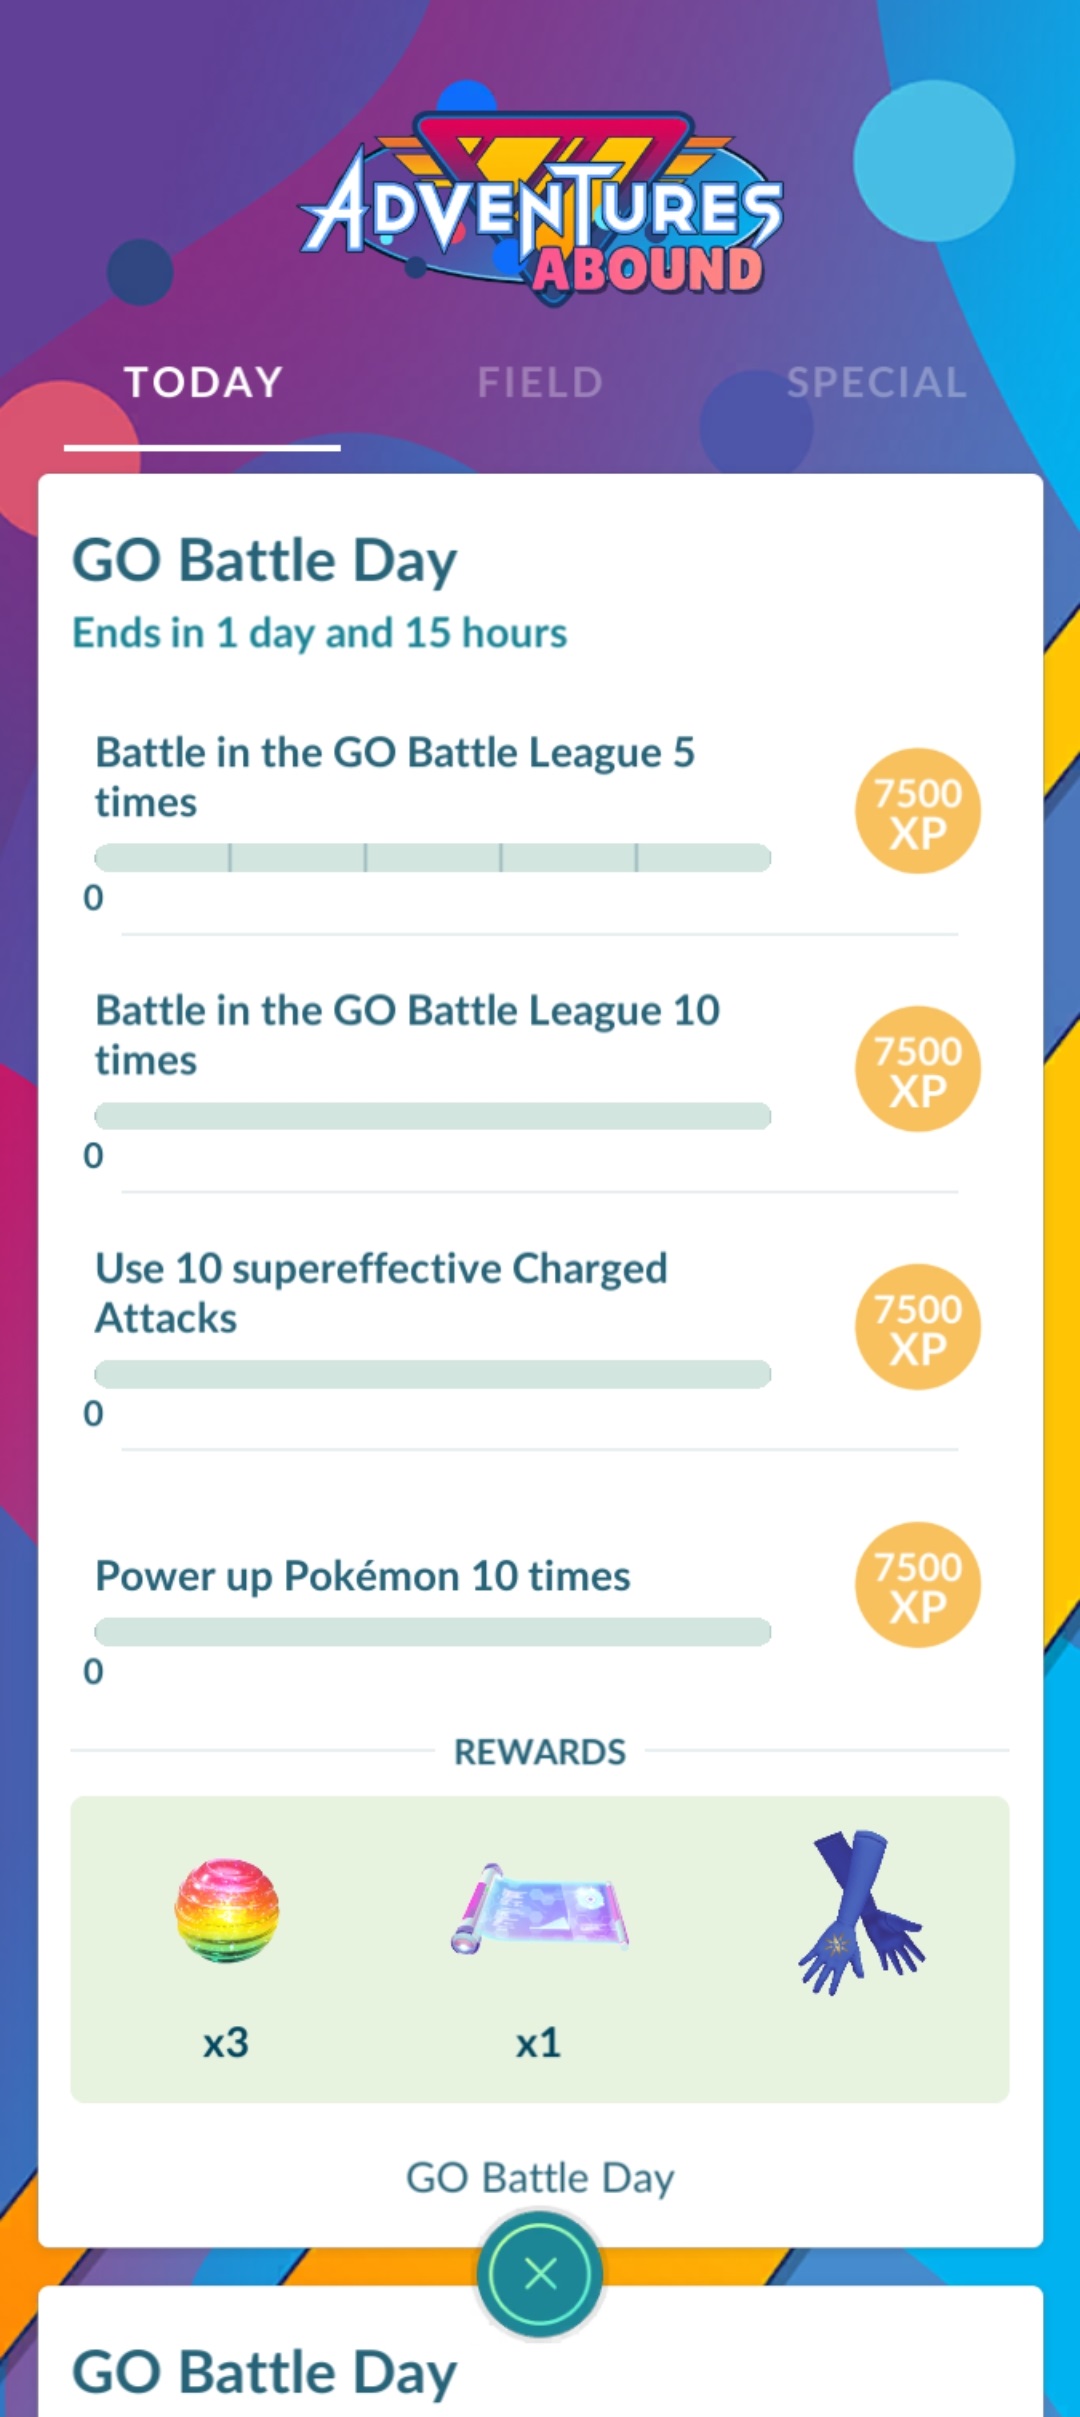 ADVENTURES
ABOUND
TODAY FIELD SPECIAL
GO Battle Day
Ends in 1 day and 15 hours
Battle in the GO Battle League 5
times
7500
XP
0
Battle in the GO Battle League 10
times
7500
XP
0
Use 10 supereffective Charged
Attacks
7500
XP
0
Power up Pokémon 10 times
7500
XP
0
REWARDS
x3 x1
GO Battle Day
GO Battle Day